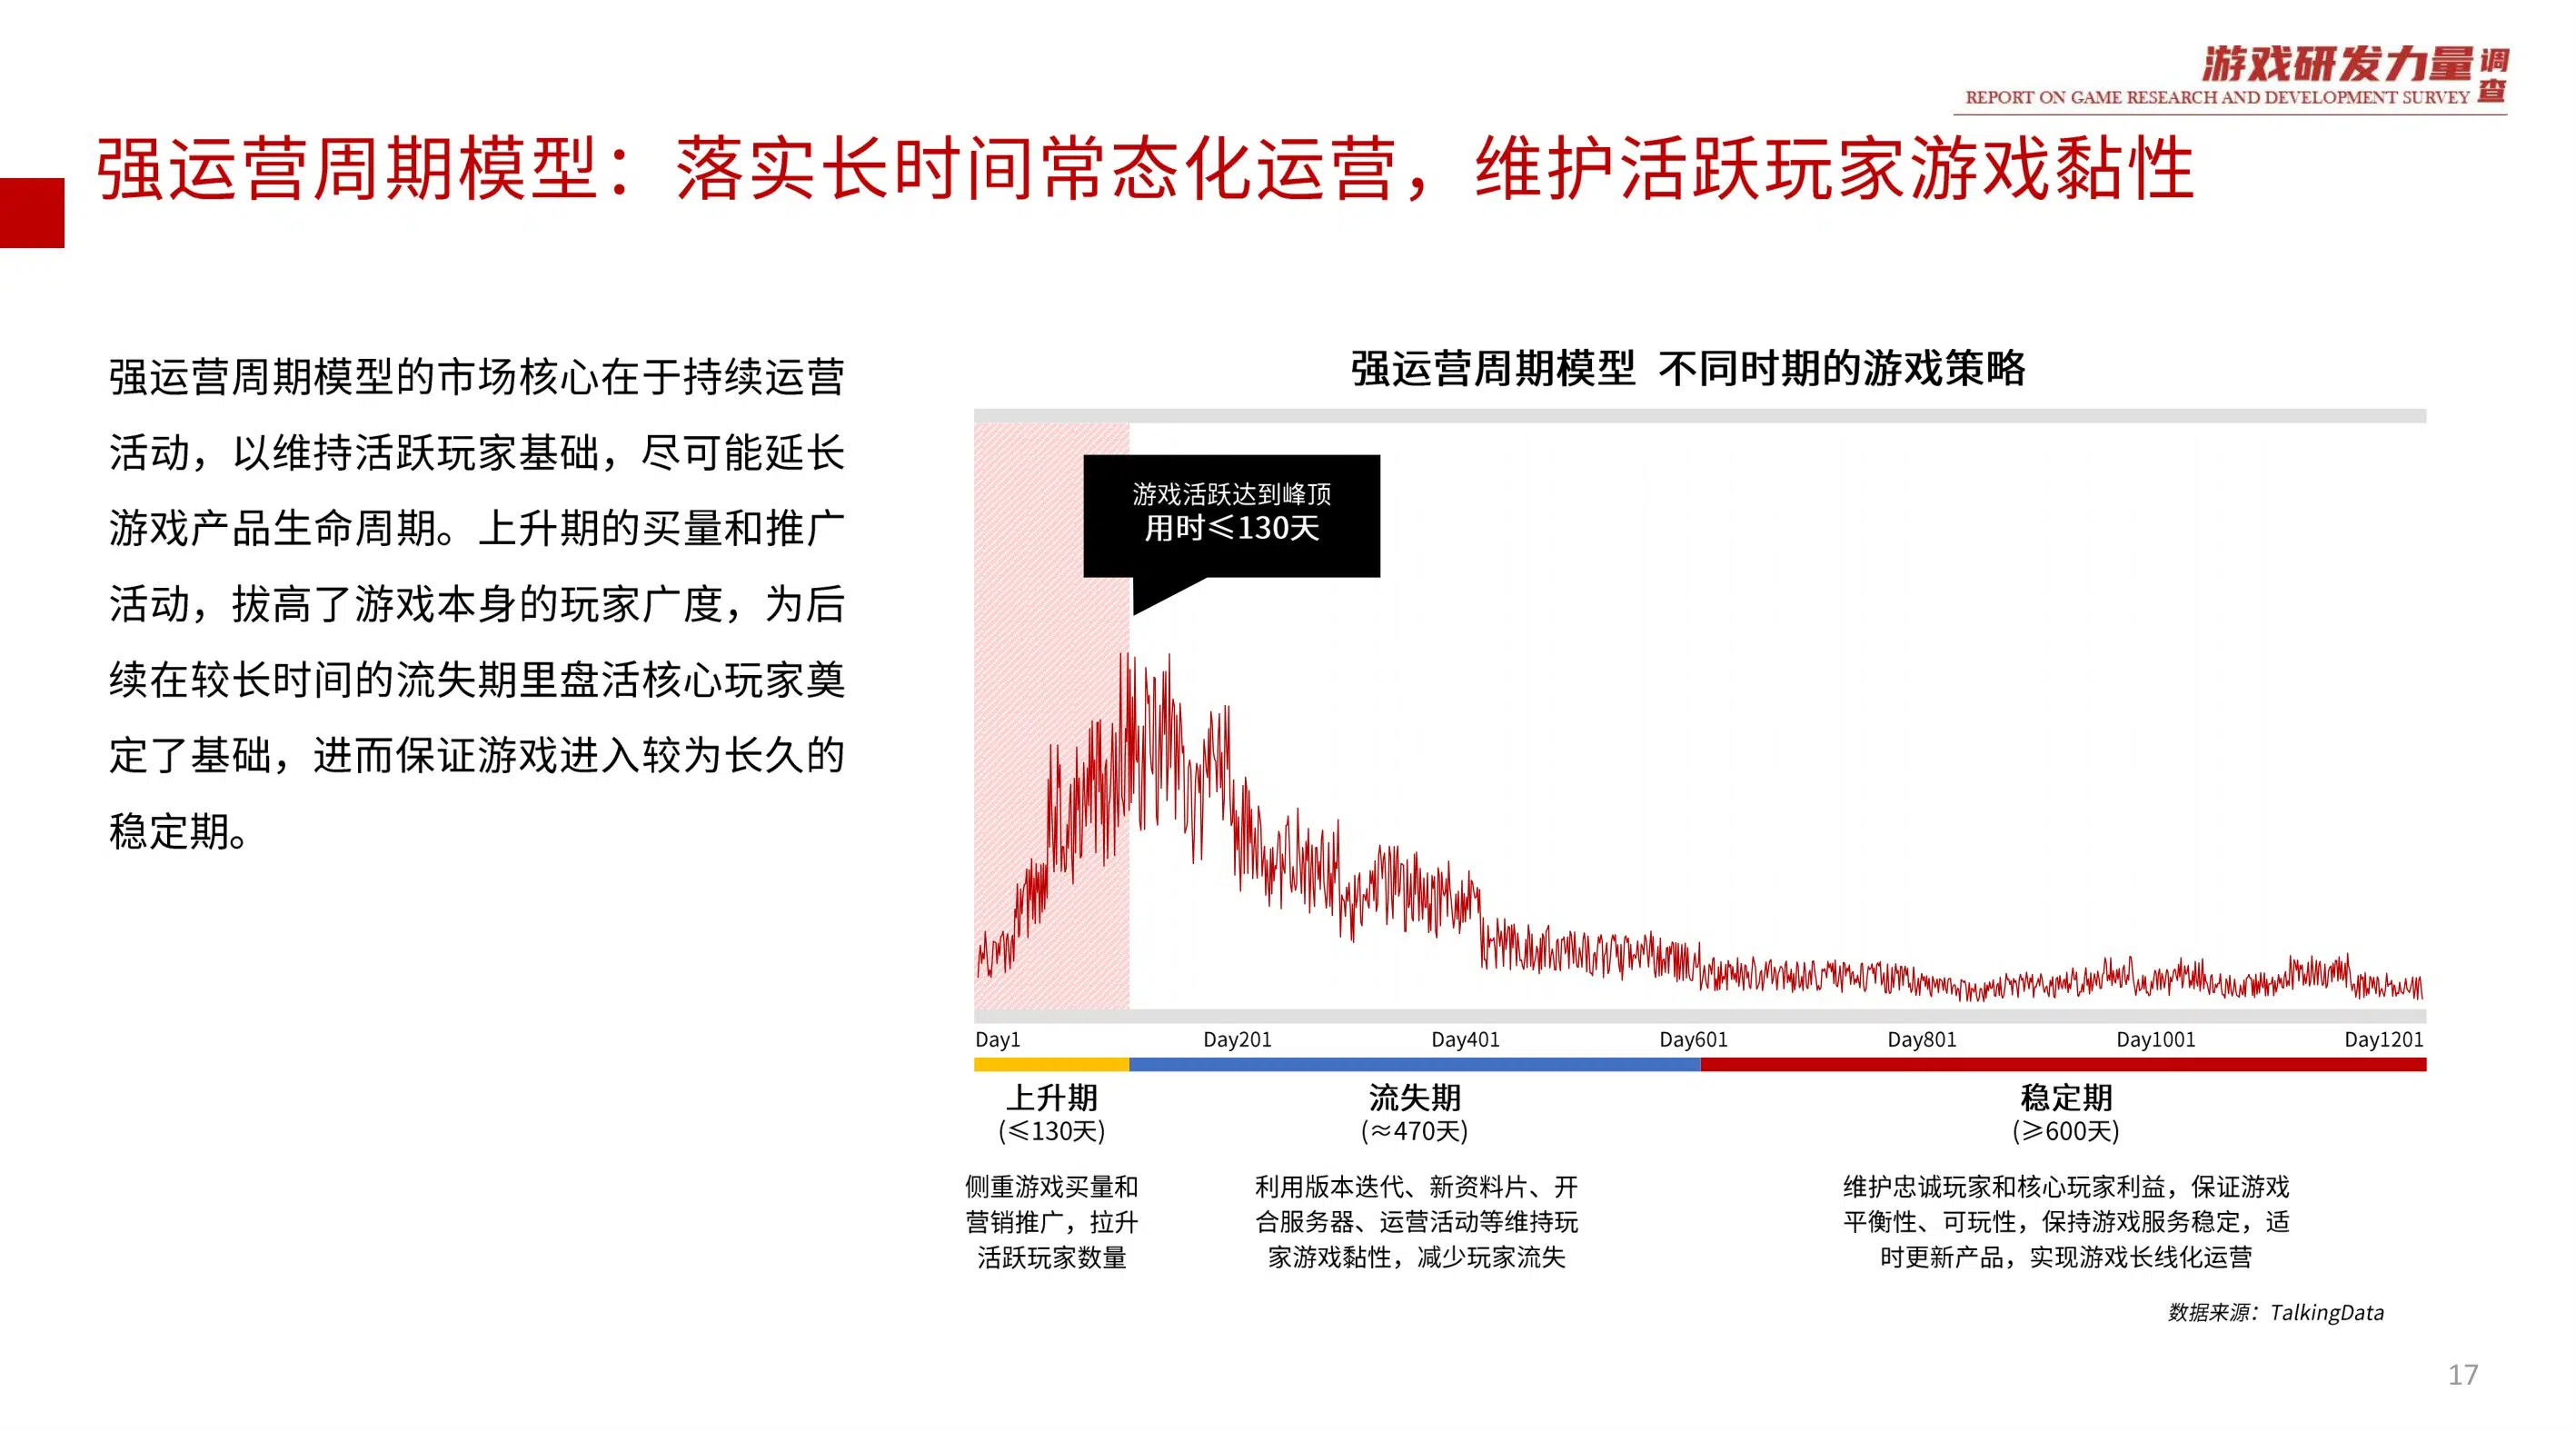 游戏研发力量调查
REPORT ON GAME RESEARCH AND DEVELOPMENT SURVEY
强运营周期模型：落实长时间常态化运营，维护活跃玩家游戏黏性
强运营周期模型的市场核心在于持续运营
活动，以维持活跃玩家基础，尽可能延长
游戏产品生命周期。上升期的买量和推广
活动，拔高了游戏本身的玩家广度，为后
续在较长时间的流失期里盘活核心玩家奠
定了基础，进而保证游戏进入较为长久的
稳定期。
强运营周期模型 不同时期的游戏策略
游戏活跃达到峰顶
用时≤130天
Day1 Day201 Day401 Day601 Day801 Day1001 Day1201
上升期
(≤130天)
侧重游戏买量和
营销推广，拉升
活跃玩家数量
流失期
(≈470天)
利用版本迭代、新资料片、开
合服务器、运营活动等维持玩
家游戏黏性，减少玩家流失
稳定期
(≥600天)
维护忠诚玩家和核心玩家利益，保证游戏
平衡性、可玩性，保持游戏服务稳定，适
时更新产品，实现游戏长线化运营
数据来源：TalkingData
17